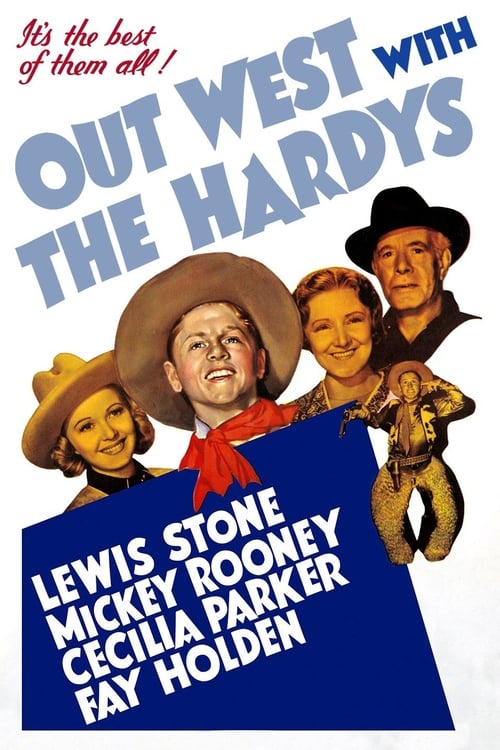 It's the best
of them all!
OUT WEST WITH
THE HARDYS
LEWIS STONE
MICKEY ROONEY
CECILIA PARKER
FAY HOLDEN